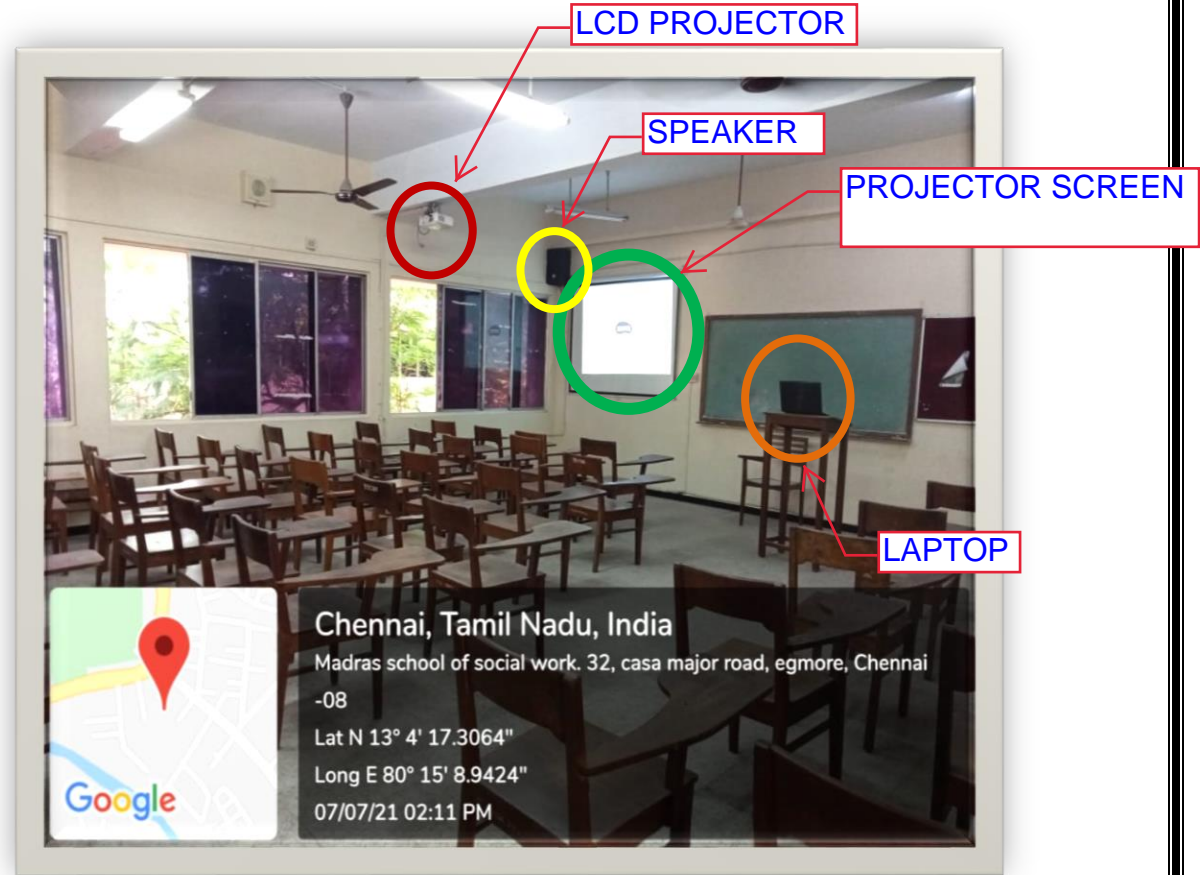 LCD PROJECTOR
SPEAKER
PROJECTOR SCREEN
LAPTOP
Chennai, Tamil Nadu, India
Madras school of social work. 32, casa major road, egmore, Chennai
-08
Lat N 13° 4' 17.3064"
Long E 80° 15' 8.9424"
07/07/21 02:11 PM
Google